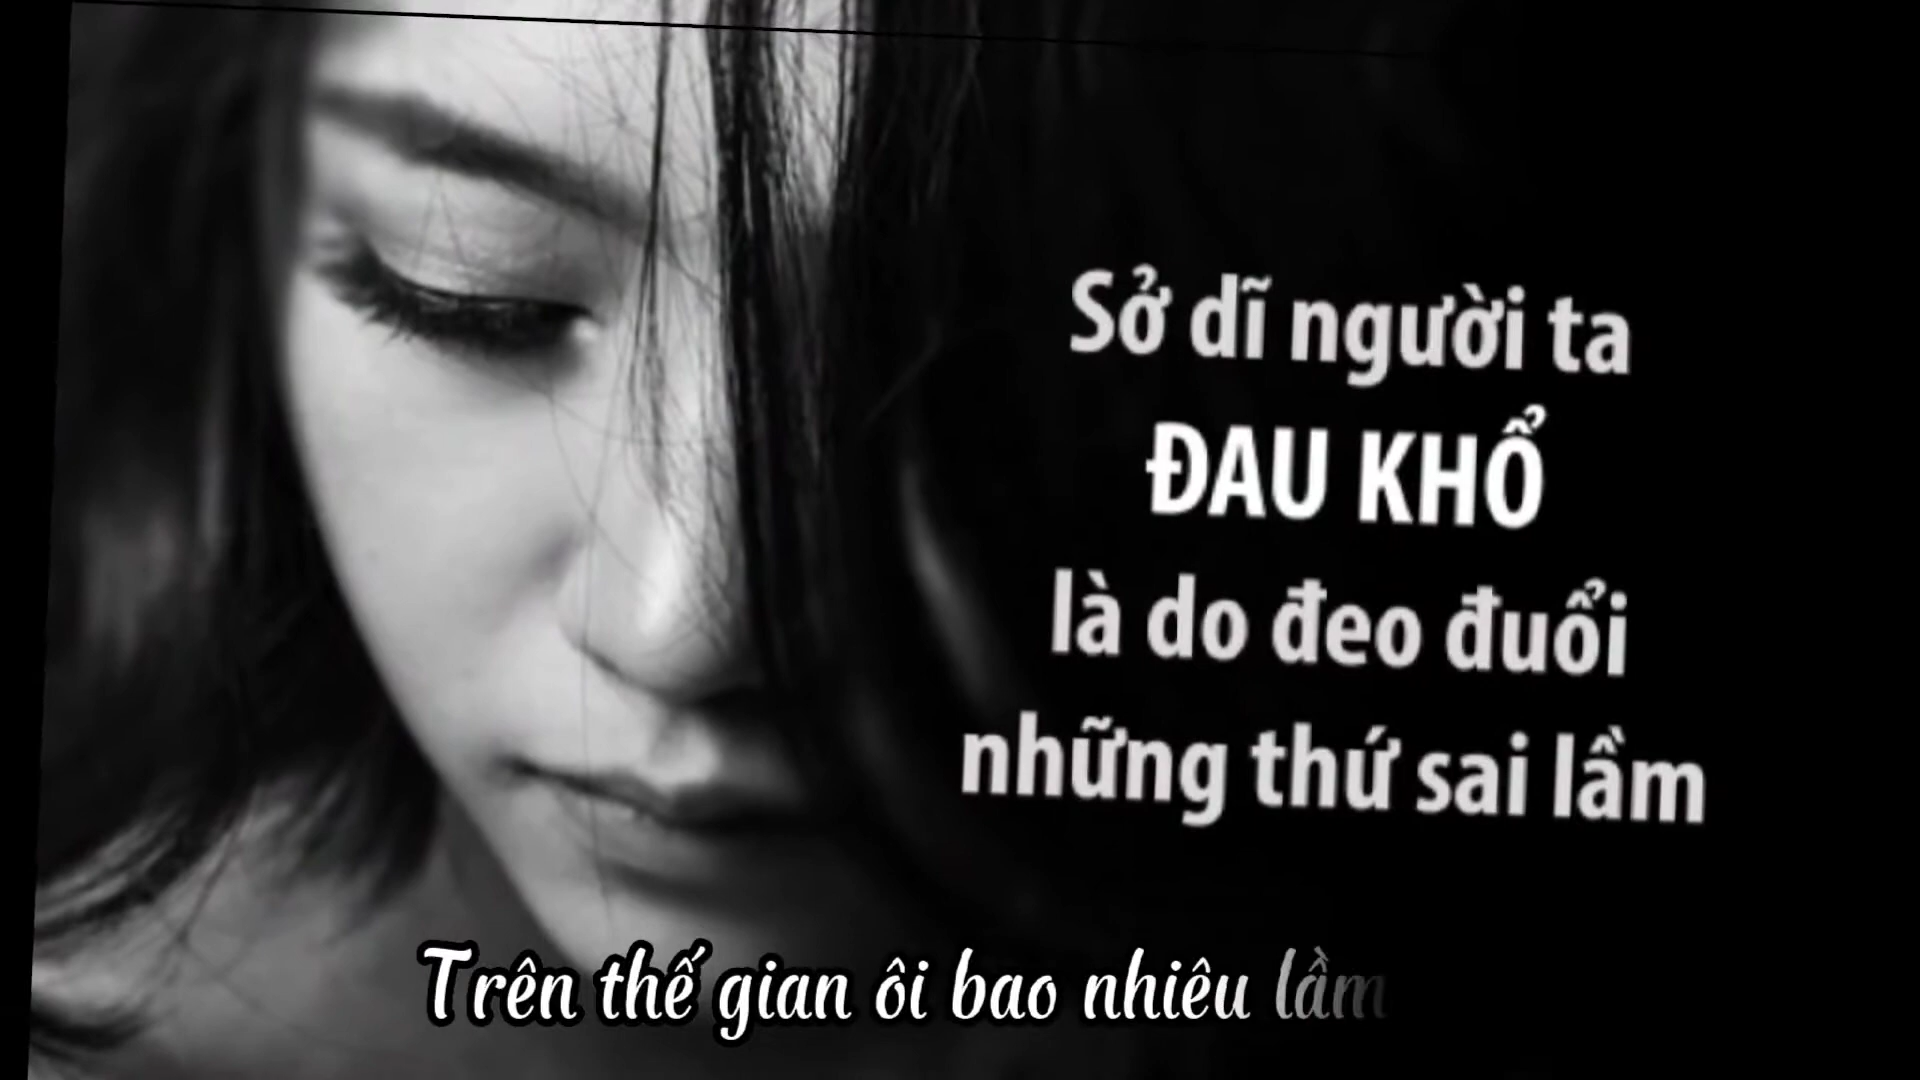 Sở dĩ người ta
ĐAU KHỔ
là do đeo đuổi
những thứ sai lầm
Trên thế gian ôi bao nhiêu lầm